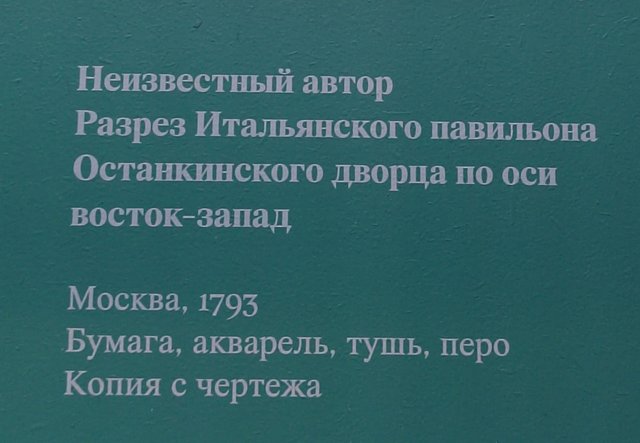 Неизвестный автор
Разрез Итальянского павильона
Останкинского дворца по оси
восток-запад
Москва, 1793
Бумага, акварель, тушь, перо
Копия с чертежа